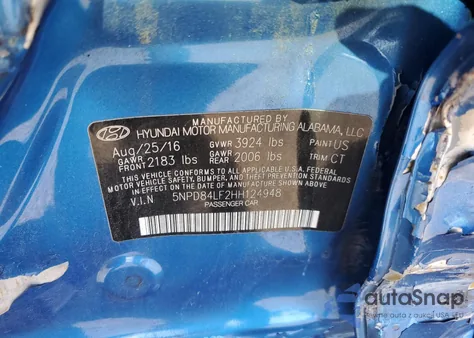 MANUFACTURED BY
HYUNDAI MOTOR MANUFACTURING ALABAMA, LLC
Aug/25/16 GVWR 3924 lbs PAINT US
GAWR FRONT 2183 lbs GAWR REAR 2006 lbs TRIM CT
THIS VEHICLE CONFORMS TO ALL APPLICABLE U.S.A. FEDERAL
MOTOR VEHICLE SAFETY, BUMPER, AND THEFT PREVENTION STANDARDS
IN EFFECT ON THE DATE OF MANUFACTURE SHOWN ABOVE.
V.I.N 5NPD84LF2HH124948
PASSENGER CAR
autoSnap